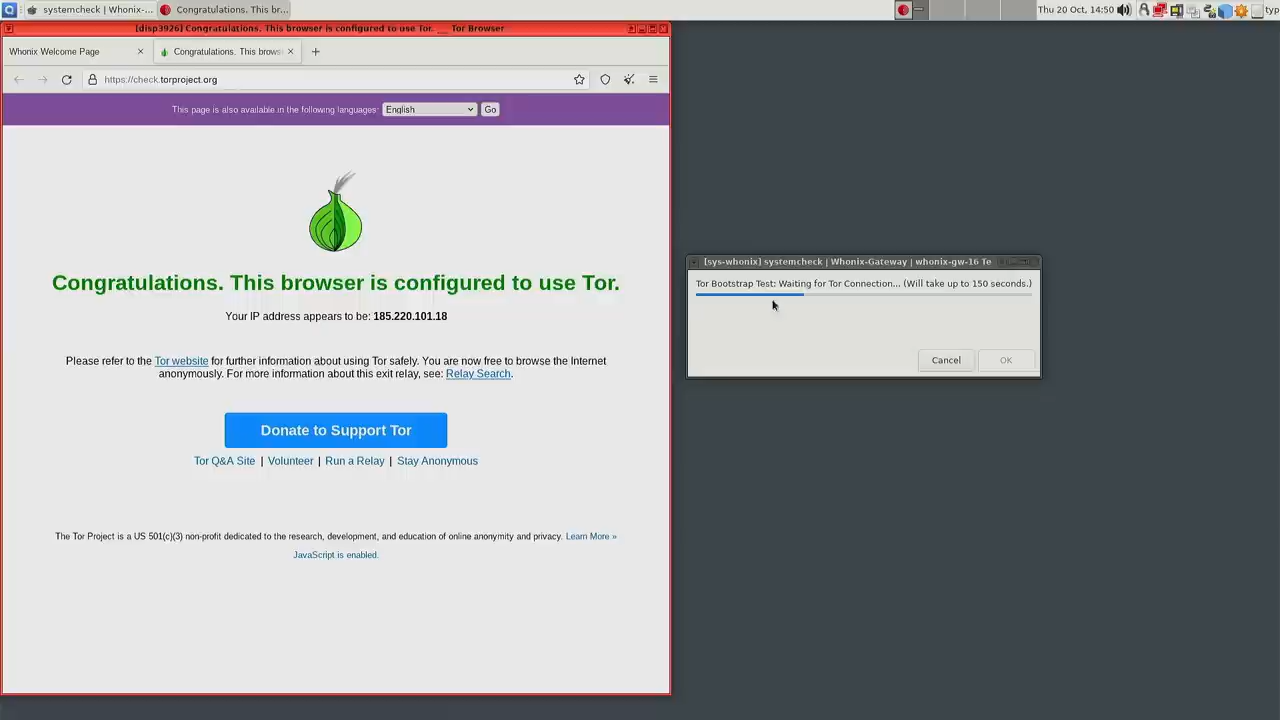 systemcheck | Whonix-...
Congratulations. This br...
Thu 20 Oct, 14:50
typ
[disp3926] Congratulations. This browser is configured to use Tor. __ Tor Browser
Whonix Welcome Page
Congratulations. This brows
https://check.torproject.org
This page is also available in the following languages:
English
Go
Congratulations. This browser is configured to use Tor.
Your IP address appears to be: 185.220.101.18
Please refer to the Tor website for further information about using Tor safely. You are now free to browse the Internet
anonymously. For more information about this exit relay, see: Relay Search.
Donate to Support Tor
Tor Q&A Site | Volunteer | Run a Relay | Stay Anonymous
The Tor Project is a US 501(c)(3) non-profit dedicated to the research, development, and education of online anonymity and privacy. Learn More »
JavaScript is enabled.
[sys-whonix] systemcheck | Whonix-Gateway | whonix-gw-16 Te
Tor Bootstrap Test: Waiting for Tor Connection... (Will take up to 150 seconds.)
Cancel
OK